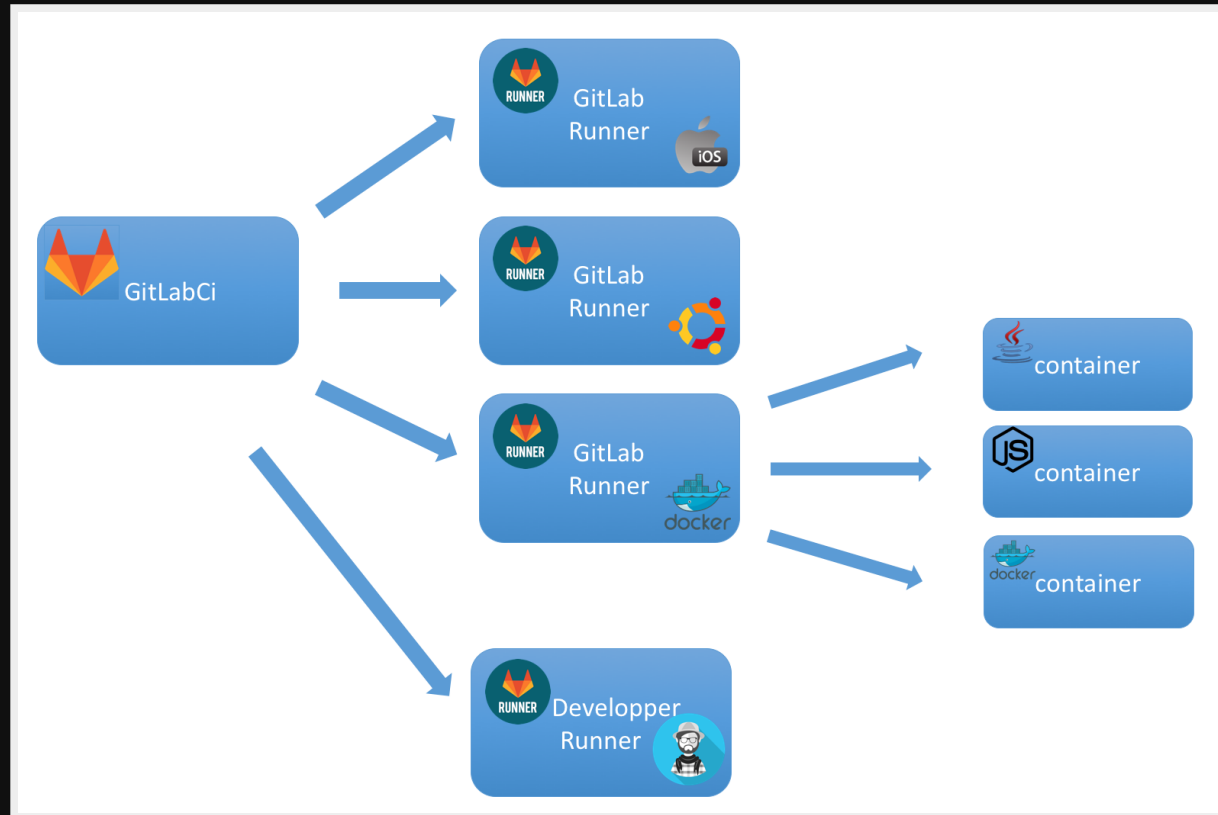 RUNNER
GitLab
Runner
iOS
GitLabCi
RUNNER
GitLab
Runner
RUNNER
GitLab
Runner
docker
container
JS
container
docker
container
RUNNER
Developper
Runner